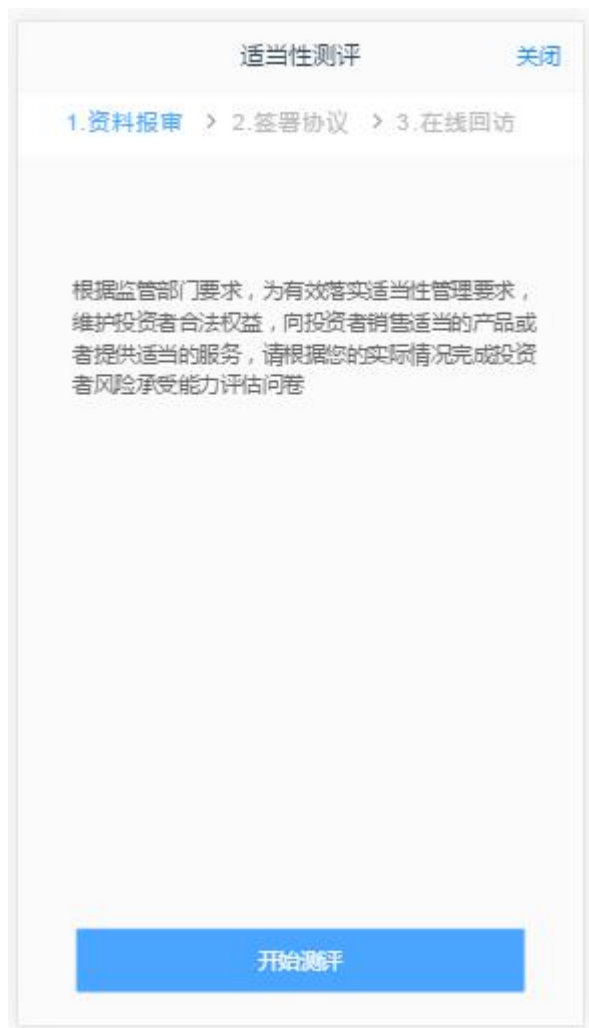 适当性测评 关闭
1.资料报审 > 2.签署协议 > 3.在线回访
根据监管部门要求，为有效落实适当性管理要求，
维护投资者合法权益，向投资者销售适当的产品或
者提供适当的服务，请根据您的实际情况完成投资
者风险承受能力评估问卷
开始测评